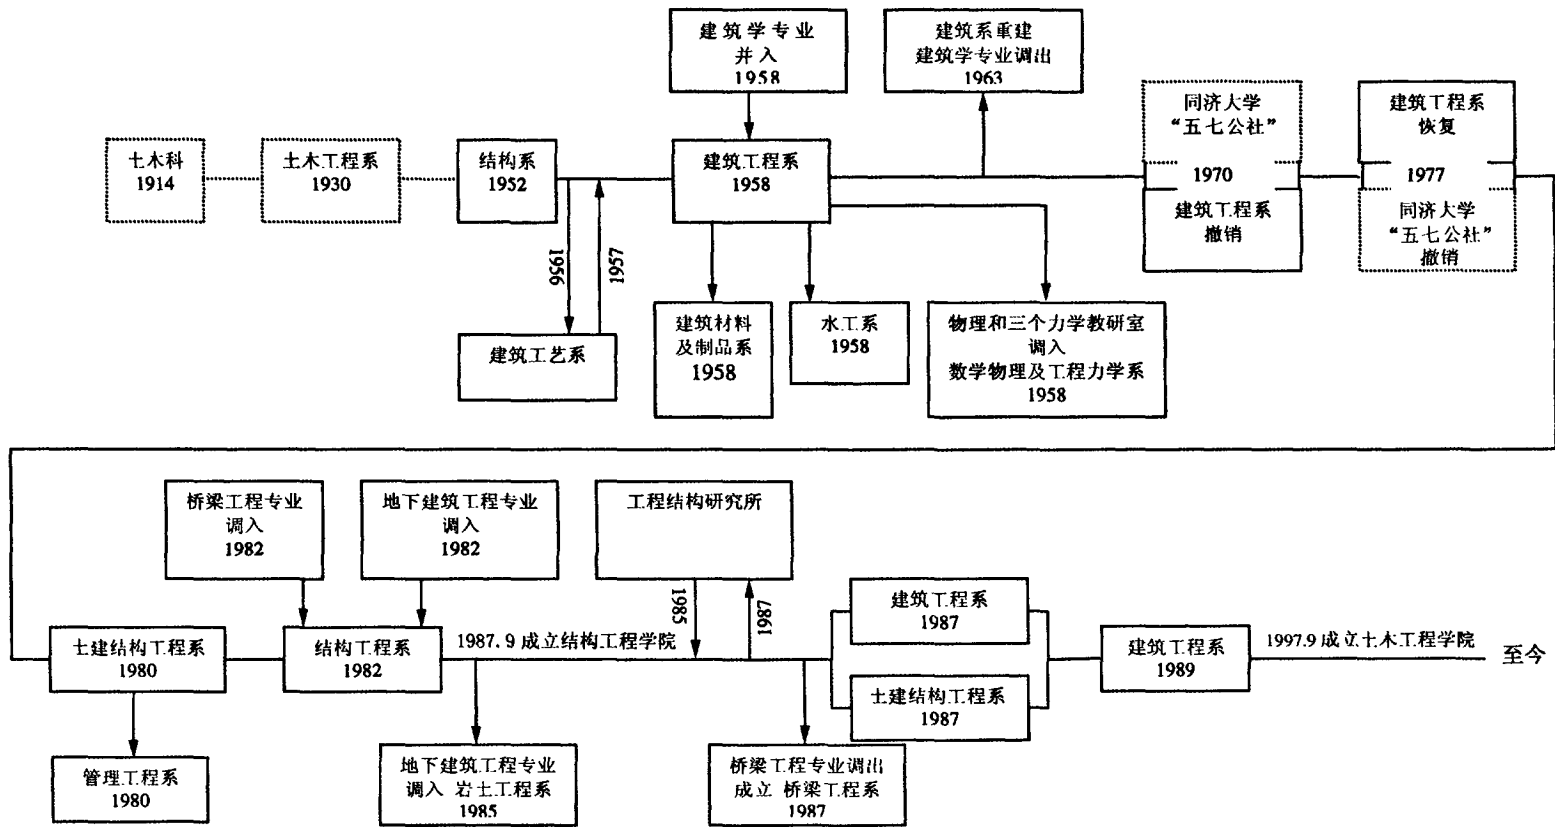 建筑学专业
并入
1958
建筑系重建
建筑学专业调出
1963
同济大学
“五七公社”
1970
建筑工程系
撤销
建筑工程系
恢复
1977
同济大学
“五七公社”
撤销
土木科
1914
土木工程系
1930
结构系
1952
建筑工程系
1958
1956
1957
建筑工艺系
建筑材料
及制品系
1958
水工系
1958
物理和三个力学教研室
调入
数学物理及工程力学系
1958
桥梁工程专业
调入
1982
地下建筑工程专业
调入
1982
工程结构研究所
1985
1987
建筑工程系
1987
土建结构工程系
1980
结构工程系
1982
1987.9成立结构工程学院
土建结构工程系
1987
建筑工程系
1989
1997.9成立土木工程学院
至今
管理工程系
1980
地下建筑工程专业
调入 岩土工程系
1985
桥梁工程专业调出
成立 桥梁工程系
1987